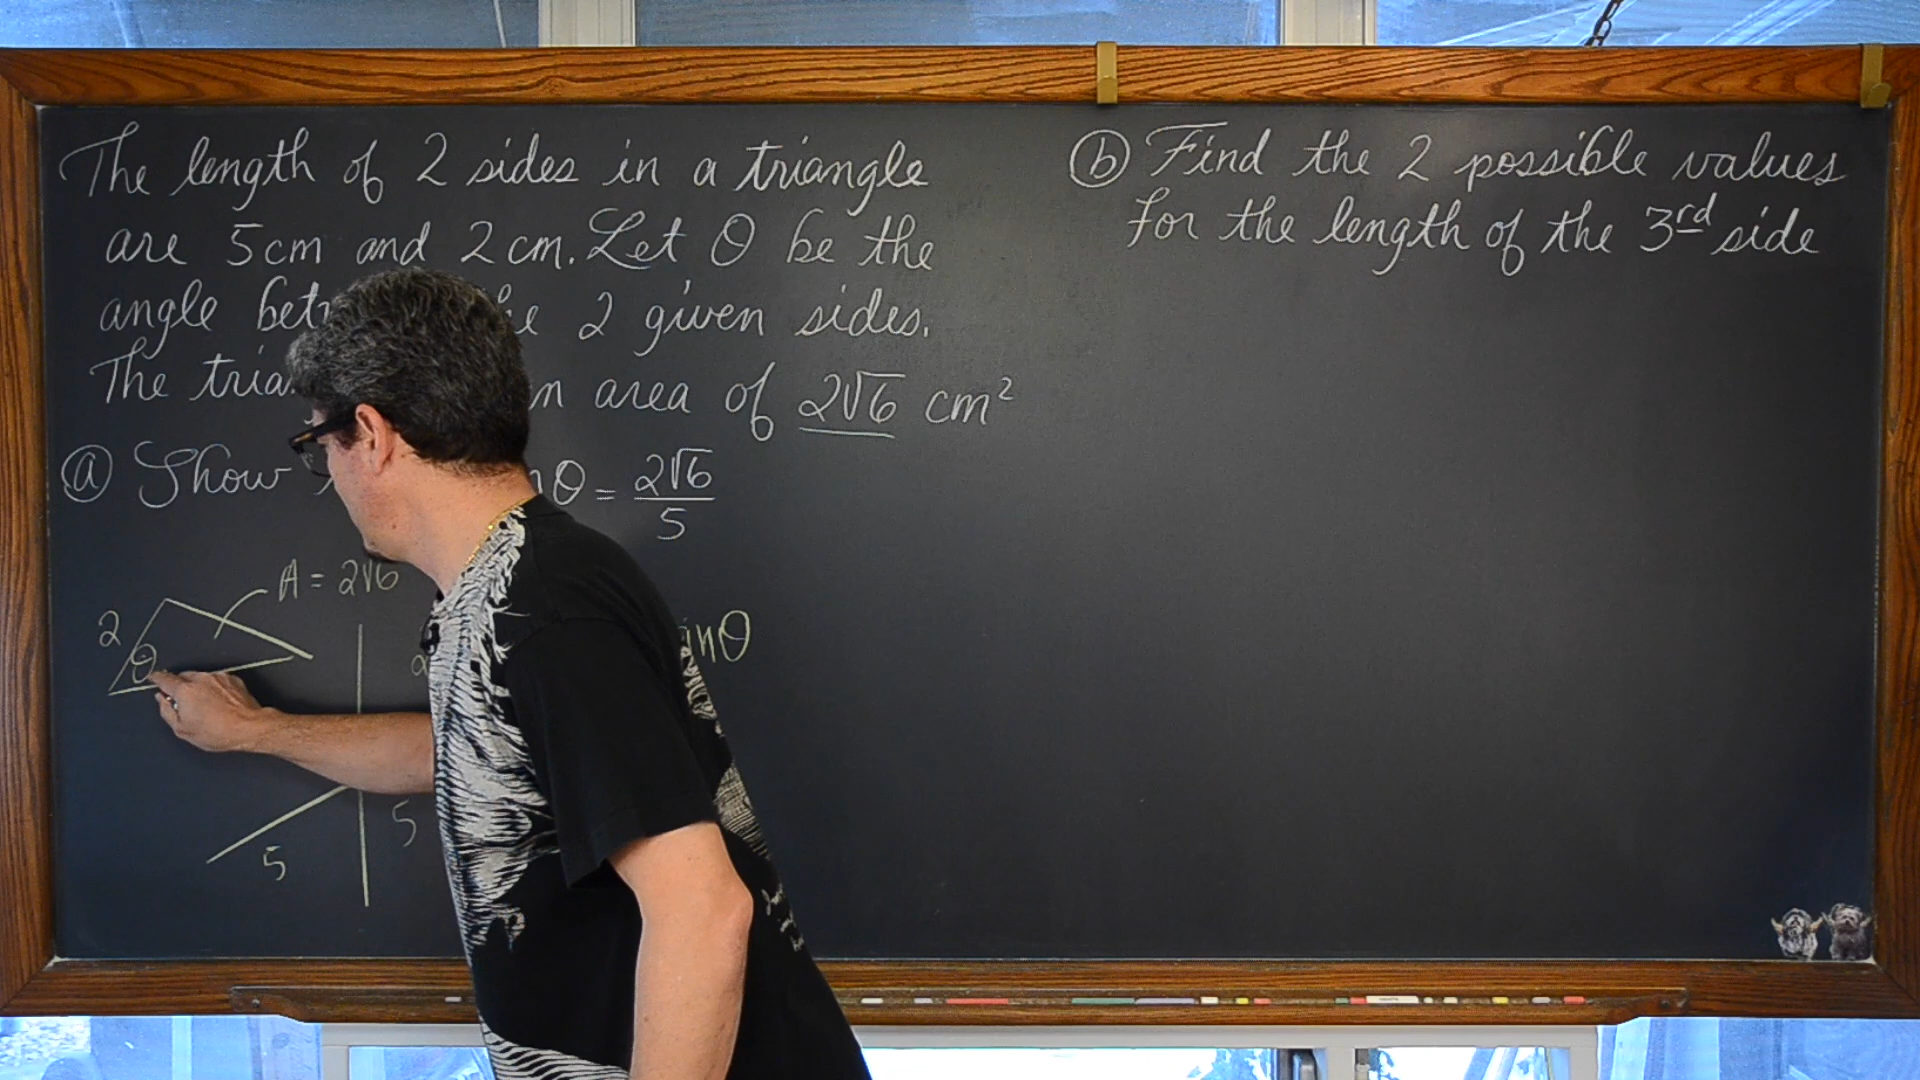 The length of 2 sides in a triangle
are 5cm and 2cm. Let θ be the
angle 2 given sides.
The area of 2√6 cm²
ⓐ Show θ = 2√6/5
A = 2√6
2
θ
5
5
ⓑ Find the 2 possible values
for the length of the 3rd side